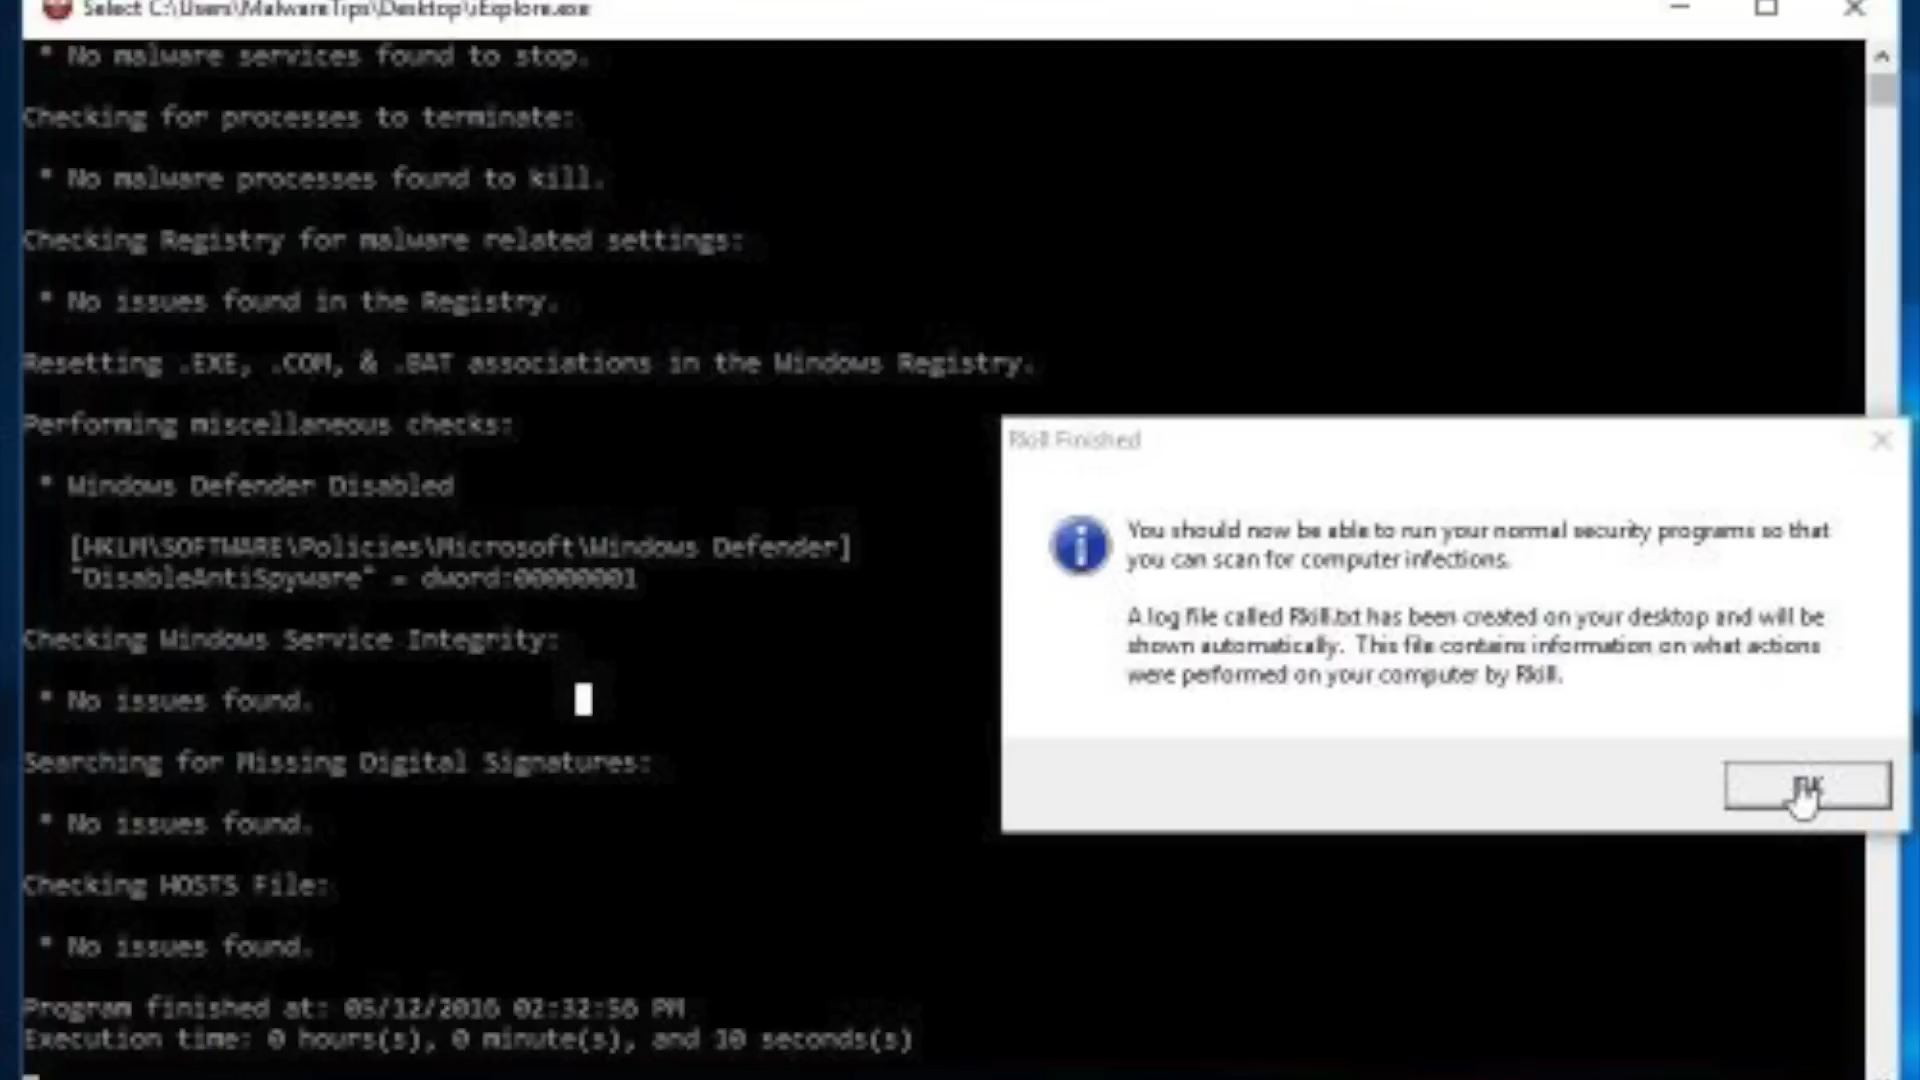 Select C:\Users\MalwareTips\Desktop\iExplore.exe
* No malware services found to stop.
Checking for processes to terminate:
* No malware processes found to kill.
Checking Registry for malware related settings:
* No issues found in the Registry.
Resetting .EXE, .COM, & .BAT associations in the Windows Registry.
Performing miscellaneous checks:
* Windows Defender Disabled
[HKLM\SOFTWARE\Policies\Microsoft\Windows Defender]
"DisableAntiSpyware" = dword:00000001
Checking Windows Service Integrity:
* No issues found.
Searching for Missing Digital Signatures:
* No issues found.
Checking HOSTS File:
* No issues found.
Program finished at: 05/12/2016 02:32:56 PM
Execution time: 0 hours(s), 0 minute(s), and 10 seconds(s)
Rkill Finished
You should now be able to run your normal security programs so that
you can scan for computer infections.
A log file called Rkill.txt has been created on your desktop and will be
shown automatically. This file contains information on what actions
were performed on your computer by Rkill.